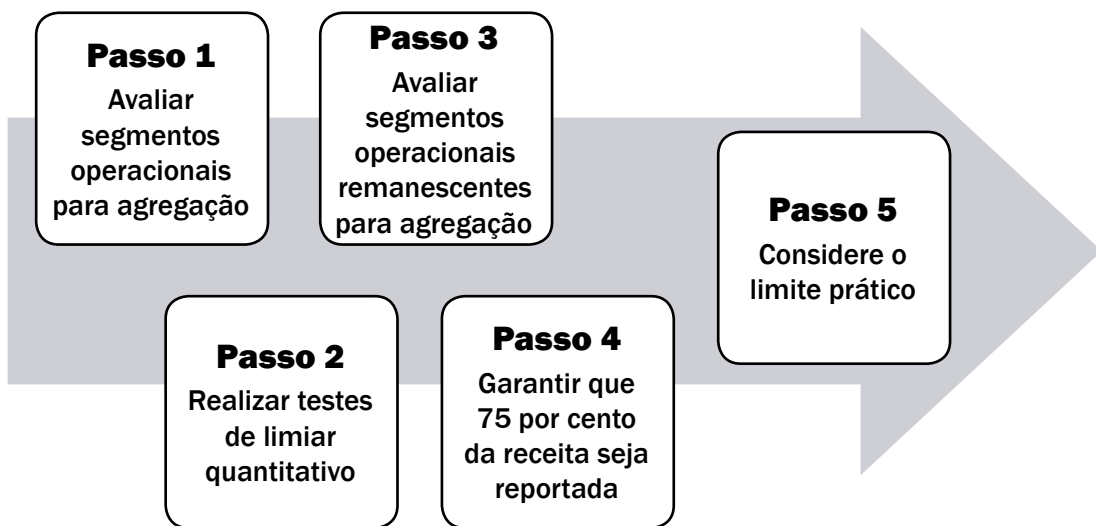 Passo 1
Avaliar
segmentos
operacionais
para agregação
Passo 2
Realizar testes
de limiar
quantitativo
Passo 3
Avaliar
segmentos
operacionais
remanescentes
para agregação
Passo 4
Garantir que
75 por cento
da receita seja
reportada
Passo 5
Considere o
limite prático